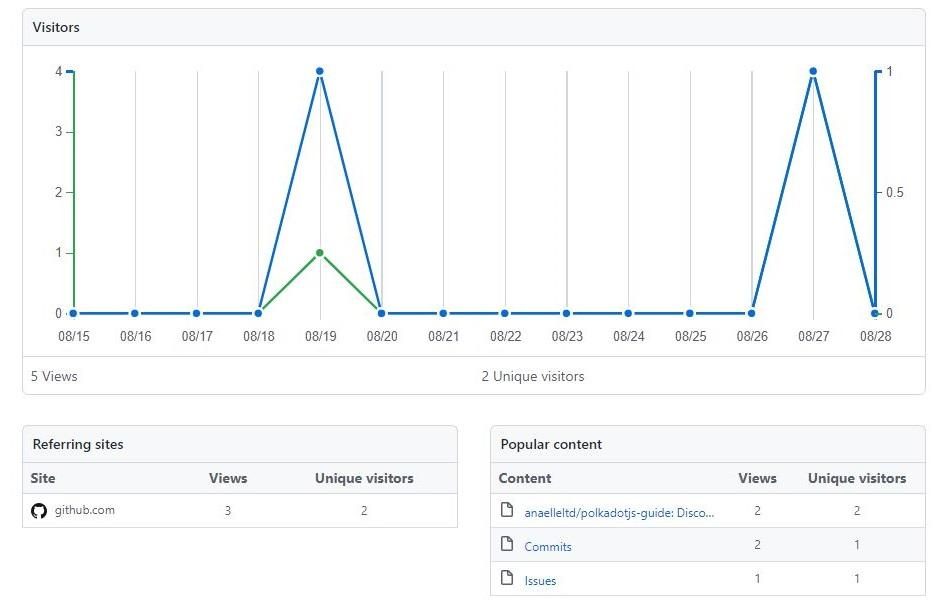 Visitors
4 1
3
2 0.5
1
0 0
08/15 08/16 08/17 08/18 08/19 08/20 08/21 08/22 08/23 08/24 08/25 08/26 08/27 08/28
5 Views 2 Unique visitors
Referring sites
Site Views Unique visitors
github.com 3 2
Popular content
Content Views Unique visitors
anaelleltd/polkadotjs-guide: Disco... 2 2
Commits 2 1
Issues 1 1